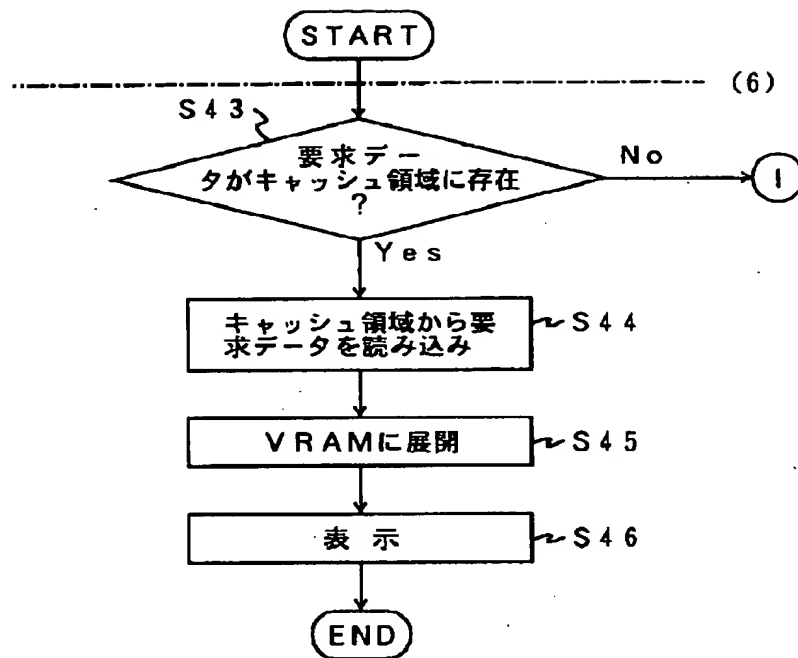 START
(6)
S43
要求デー
タがキャッシュ領域に存在
?
No
1
Yes
キャッシュ領域から要
求データを読み込み
S44
VRAMに展開
S45
表示
S46
END